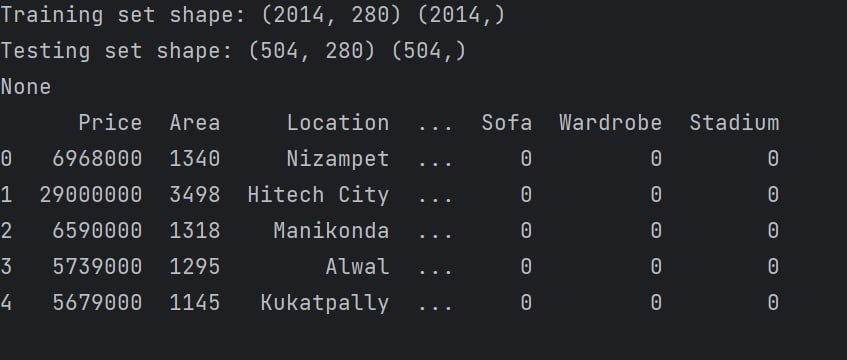 Training set shape: (2014, 280) (2014,)
Testing set shape: (504, 280) (504,)
None
Price Area Location ... Sofa Wardrobe Stadium
0 6968000 1340 Nizampet ... 0 0 0
1 29000000 3498 Hitech City ... 0 0 0
2 6590000 1318 Manikonda ... 0 0 0
3 5739000 1295 Alwal ... 0 0 0
4 5679000 1145 Kukatpally ... 0 0 0